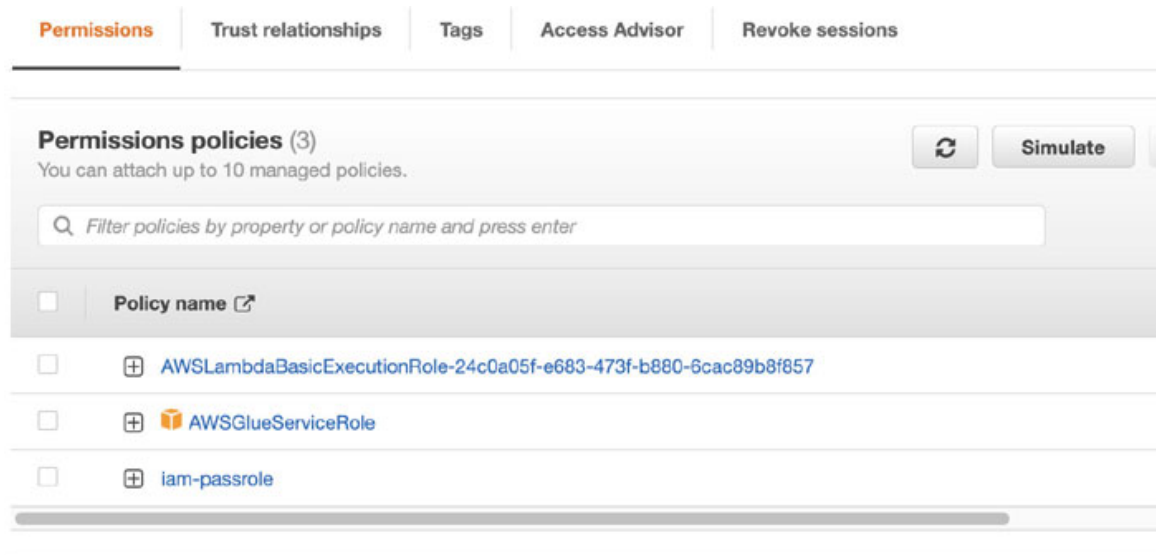 Permissions Trust relationships Tags Access Advisor Revoke sessions
Permissions policies (3)
You can attach up to 10 managed policies.
Simulate
Filter policies by property or policy name and press enter
Policy name
AWSLambdaBasicExecutionRole-24c0a05f-e683-473f-b880-6cac89b8f857
AWSGlueServiceRole
iam-passrole